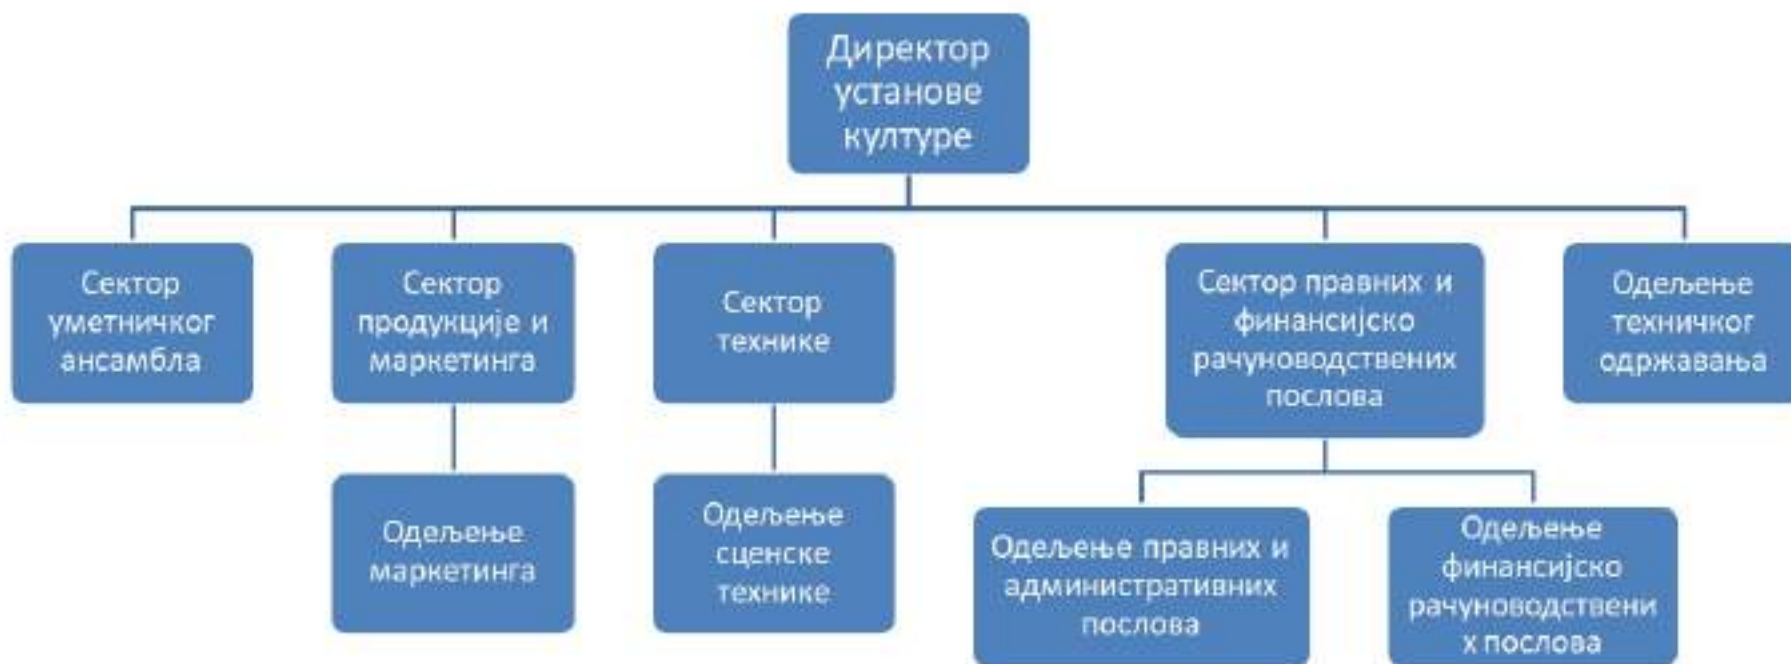 Директор
установе
културе
Сектор
уметничког
ансамбла
Сектор
продукције и
маркетинга
Сектор
технике
Сектор правних и
финансијско
рачуноводствених
послова
Одељење
техничког
одржавања
Одељење
маркетинга
Одељење
сценске
технике
Одељење правних и
административних
послова
Одељење
финансијско
рачуноводствени
х послова